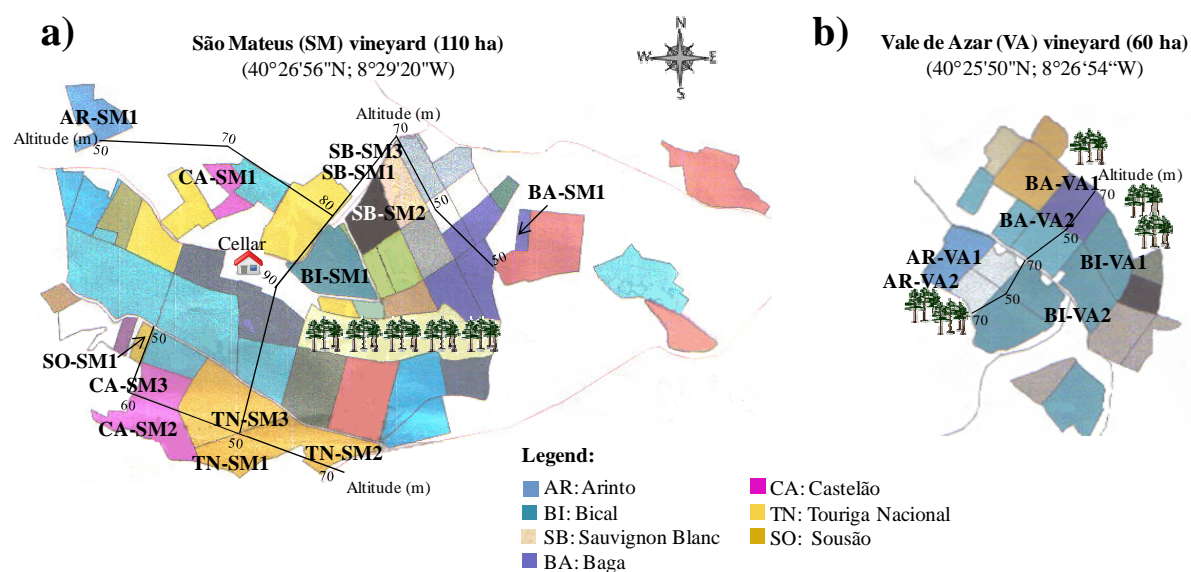 a)
São Mateus (SM) vineyard (110 ha)
(40°26'56"N; 8°29'20"W)
N
W
E
S
AR-SM1
Altitude (m)
50
70
CA-SM1
80
Altitude (m)
70
SB-SM3
SB-SM1
SB-SM2
50
BA-SM1
50
Cellar
90
BI-SM1
50
SO-SM1
CA-SM3
60
CA-SM2
TN-SM3
50
TN-SM1
TN-SM2
70
Altitude (m)
b)
Vale de Azar (VA) vineyard (60 ha)
(40°25'50"N; 8°26'54“W)
Altitude (m)
BA-VA1
70
BA-VA2
50
AR-VA1
70
BI-VA1
AR-VA2
50
70
BI-VA2
Legend:
AR: Arinto
BI: Bical
SB: Sauvignon Blanc
BA: Baga
CA: Castelão
TN: Touriga Nacional
SO: Sousão